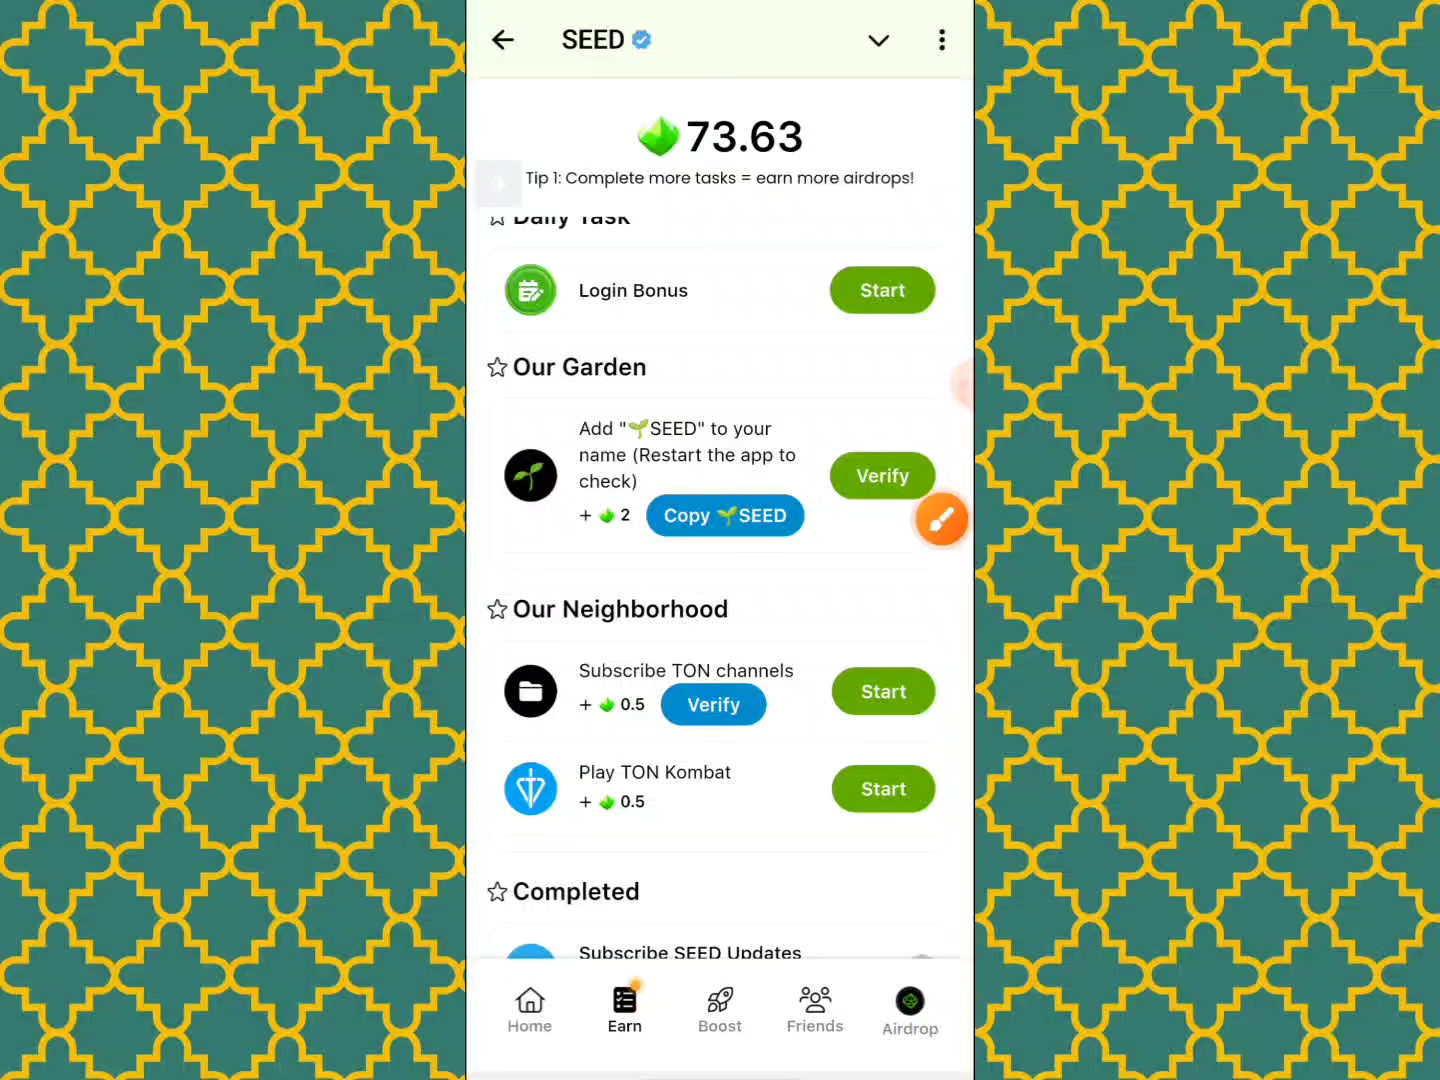 SEED
73.63
Tip 1: Complete more tasks = earn more airdrops!
Daily Task
Login Bonus
Start
Our Garden
Add "🌱SEED" to your
name (Restart the app to
check)
+ 2
Copy 🌱SEED
Verify
Our Neighborhood
Subscribe TON channels
+ 0.5
Verify
Start
Play TON Kombat
+ 0.5
Start
Completed
Subscribe SEED Updates
Home
Earn
Boost
Friends
Airdrop